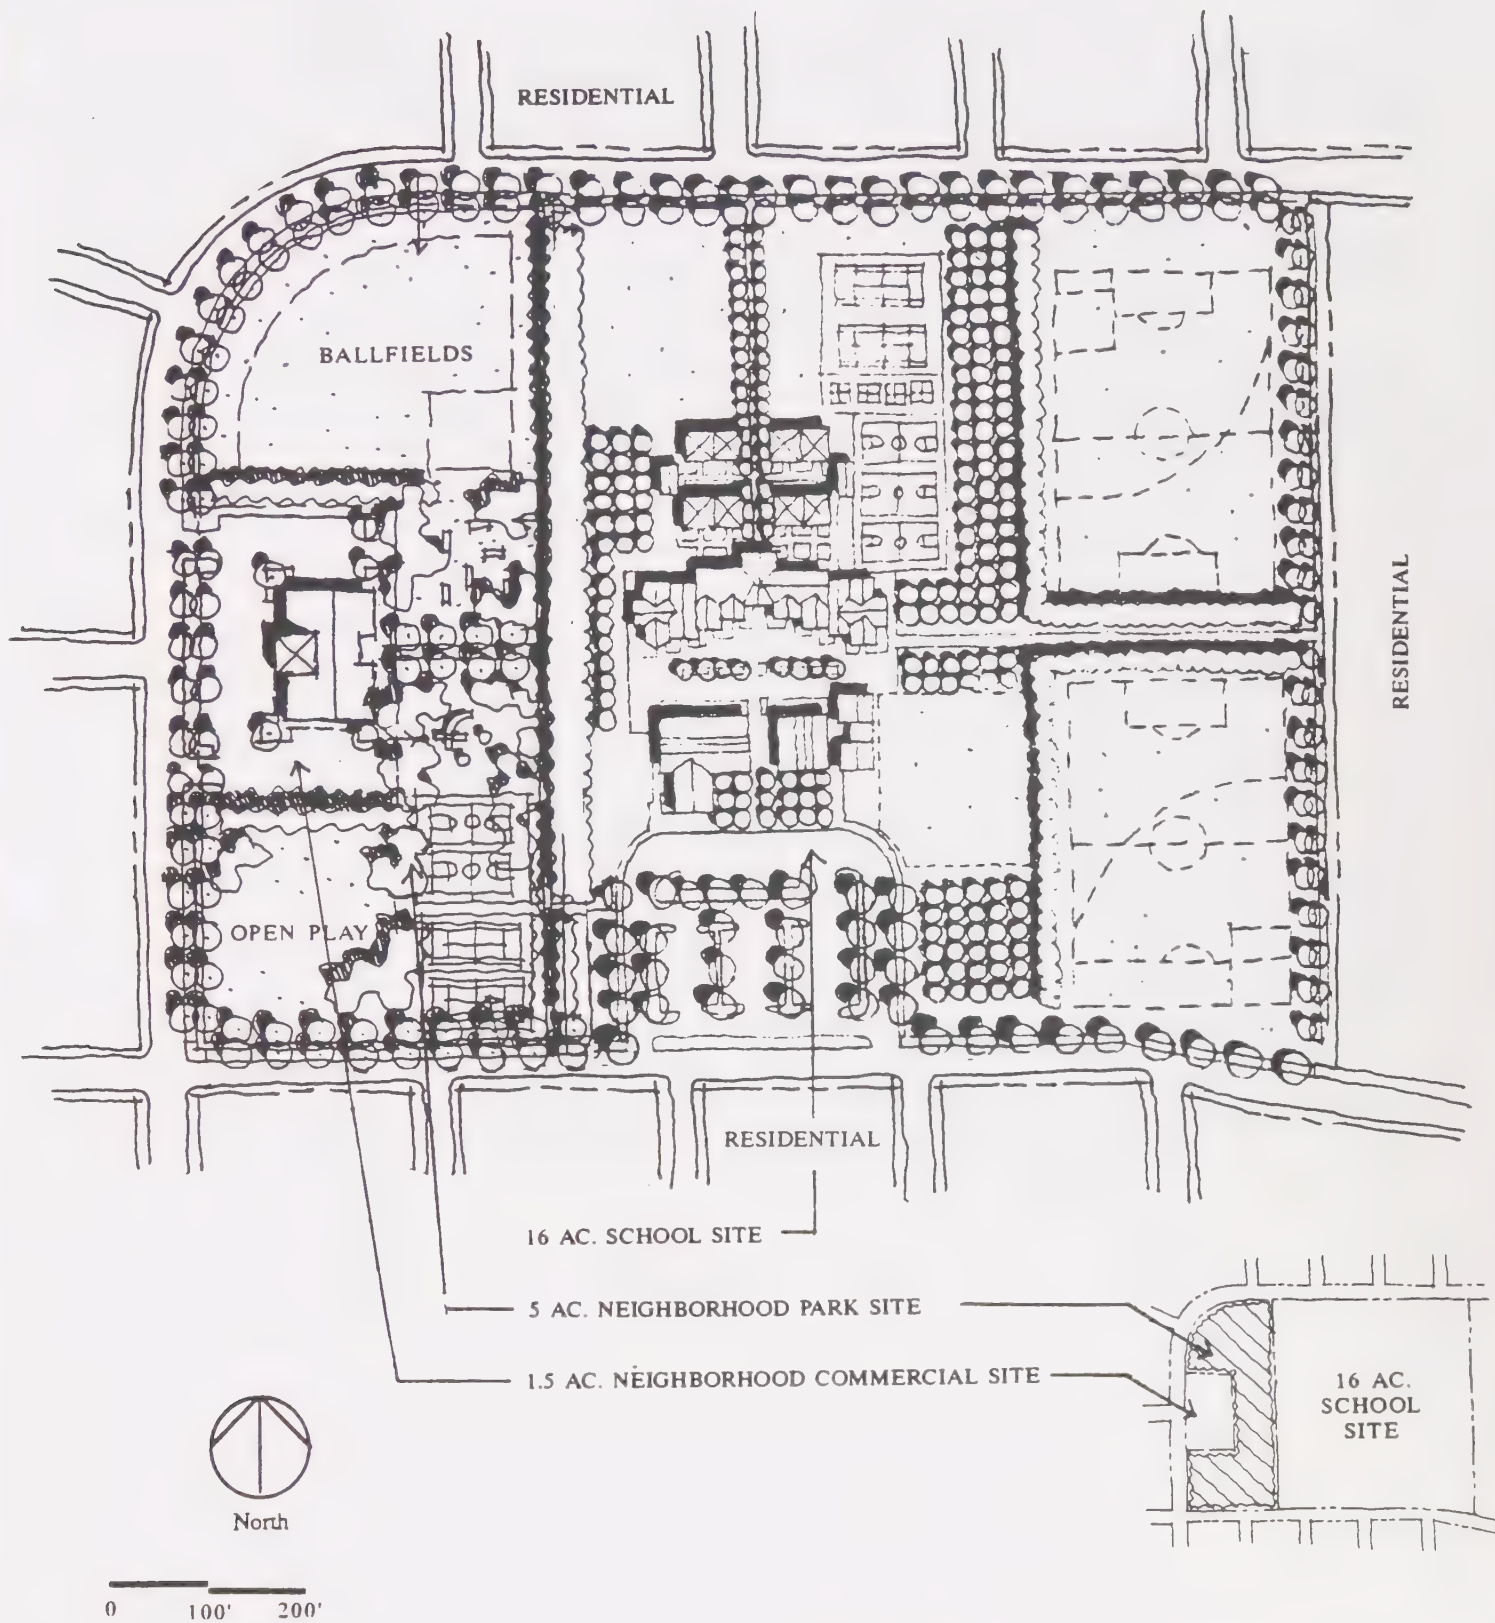 RESIDENTIAL
BALLFIELDS
RESIDENTIAL
OPEN PLAY
RESIDENTIAL
16 AC. SCHOOL SITE
5 AC. NEIGHBORHOOD PARK SITE
1.5 AC. NEIGHBORHOOD COMMERCIAL SITE
16 AC.
SCHOOL
SITE
North
0 100' 200'